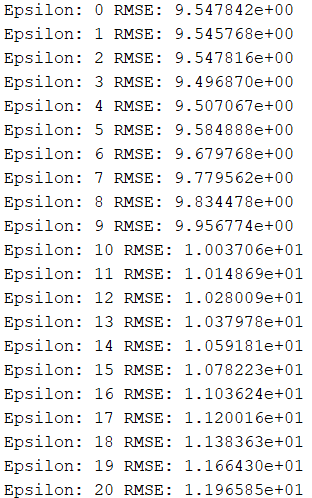 Epsilon: 0 RMSE: 9.547842e+00
Epsilon: 1 RMSE: 9.545768e+00
Epsilon: 2 RMSE: 9.547816e+00
Epsilon: 3 RMSE: 9.496870e+00
Epsilon: 4 RMSE: 9.507067e+00
Epsilon: 5 RMSE: 9.584888e+00
Epsilon: 6 RMSE: 9.679768e+00
Epsilon: 7 RMSE: 9.779562e+00
Epsilon: 8 RMSE: 9.834478e+00
Epsilon: 9 RMSE: 9.956774e+00
Epsilon: 10 RMSE: 1.003706e+01
Epsilon: 11 RMSE: 1.014869e+01
Epsilon: 12 RMSE: 1.028009e+01
Epsilon: 13 RMSE: 1.037978e+01
Epsilon: 14 RMSE: 1.059181e+01
Epsilon: 15 RMSE: 1.078223e+01
Epsilon: 16 RMSE: 1.103624e+01
Epsilon: 17 RMSE: 1.120016e+01
Epsilon: 18 RMSE: 1.138363e+01
Epsilon: 19 RMSE: 1.166430e+01
Epsilon: 20 RMSE: 1.196585e+01